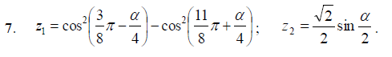 7. z₁ = cos²(3/8 π − α/4) − cos²(11/8 π + α/4); z₂ = √2/2 sin α/2 .